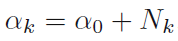 α_k = α_0 + N_k